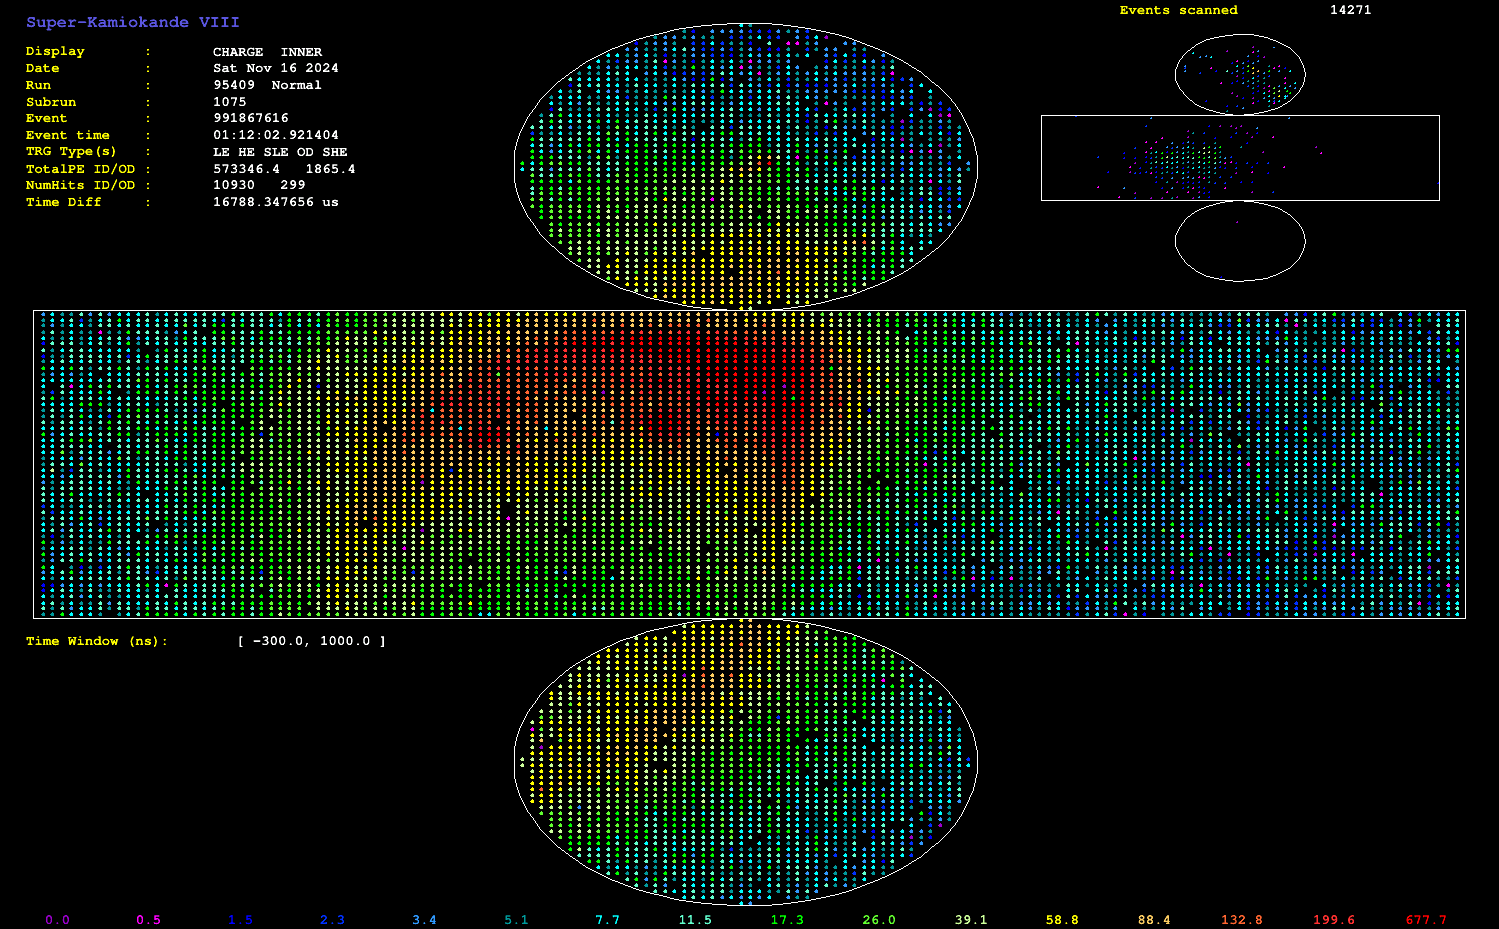 Super-Kamiokande VIII
Events scanned 14271
Display : CHARGE INNER
Date : Sat Nov 16 2024
Run : 95409 Normal
Subrun : 1075
Event : 991867616
Event time : 01:12:02.921404
TRG Type(s) : LE HE SLE OD SHE
TotalPE ID/OD : 573346.4 1865.4
NumHits ID/OD : 10930 299
Time Diff : 16788.347656 us
Time Window (ns): [ -300.0, 1000.0 ]
0.0 0.5 1.5 2.3 3.4 5.1 7.7 11.5 17.3 26.0 39.1 58.8 88.4 132.8 199.6 677.7